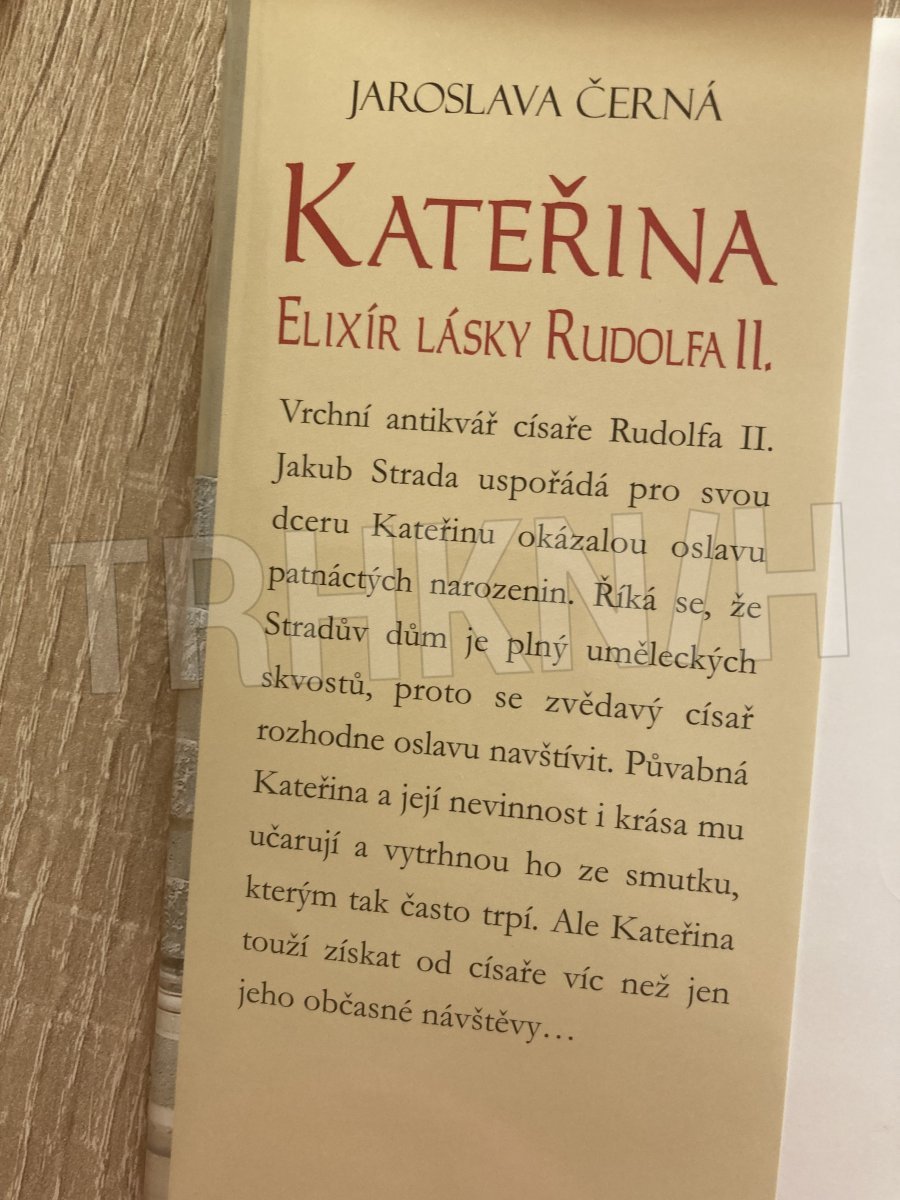 JAROSLAVA ČERNÁ
KATEŘINA
ELIXÍR LÁSKY RUDOLFA II.
Vrchní antikvář císaře Rudolfa II.
Jakub Strada uspořádá pro svou
dceru Kateřinu okázalou oslavu
patnáctých narozenin. Říká se, že
Stradův dům je plný uměleckých
skvostů, proto se zvědavý císař
rozhodne oslavu navštívit. Půvabná
Kateřina a její nevinnost i krása mu
učarují a vytrhnou ho ze smutku,
kterým tak často trpí. Ale Kateřina
touží získat od císaře víc než jen
jeho občasné návštěvy…
TRHKNIH